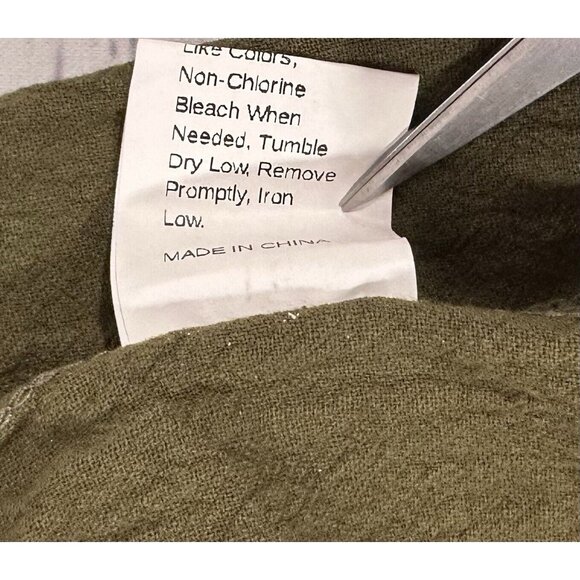 Like Colors,
Non-Chlorine
Bleach When
Needed, Tumble
Dry Low, Remove
Promptly, Iron
Low.
MADE IN CHINA